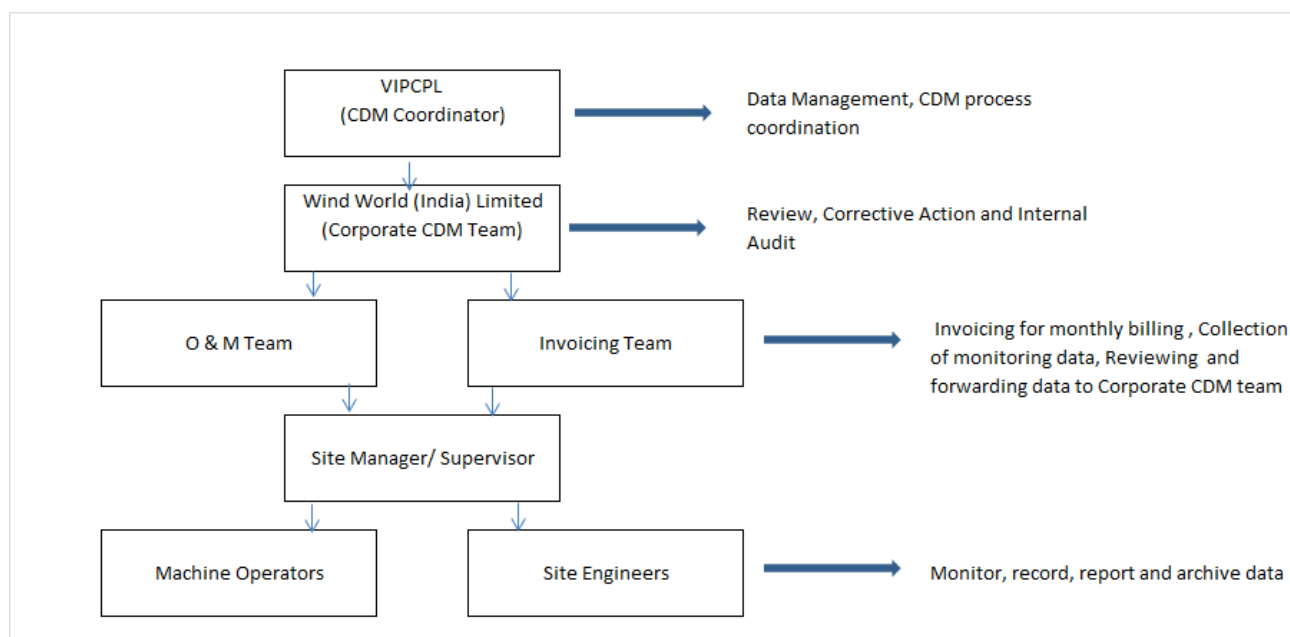 VIPCPL
(CDM Coordinator)
Data Management, CDM process
coordination
Wind World (India) Limited
(Corporate CDM Team)
Review, Corrective Action and Internal
Audit
O & M Team
Invoicing Team
Invoicing for monthly billing , Collection
of monitoring data, Reviewing and
forwarding data to Corporate CDM team
Site Manager/ Supervisor
Machine Operators
Site Engineers
Monitor, record, report and archive data